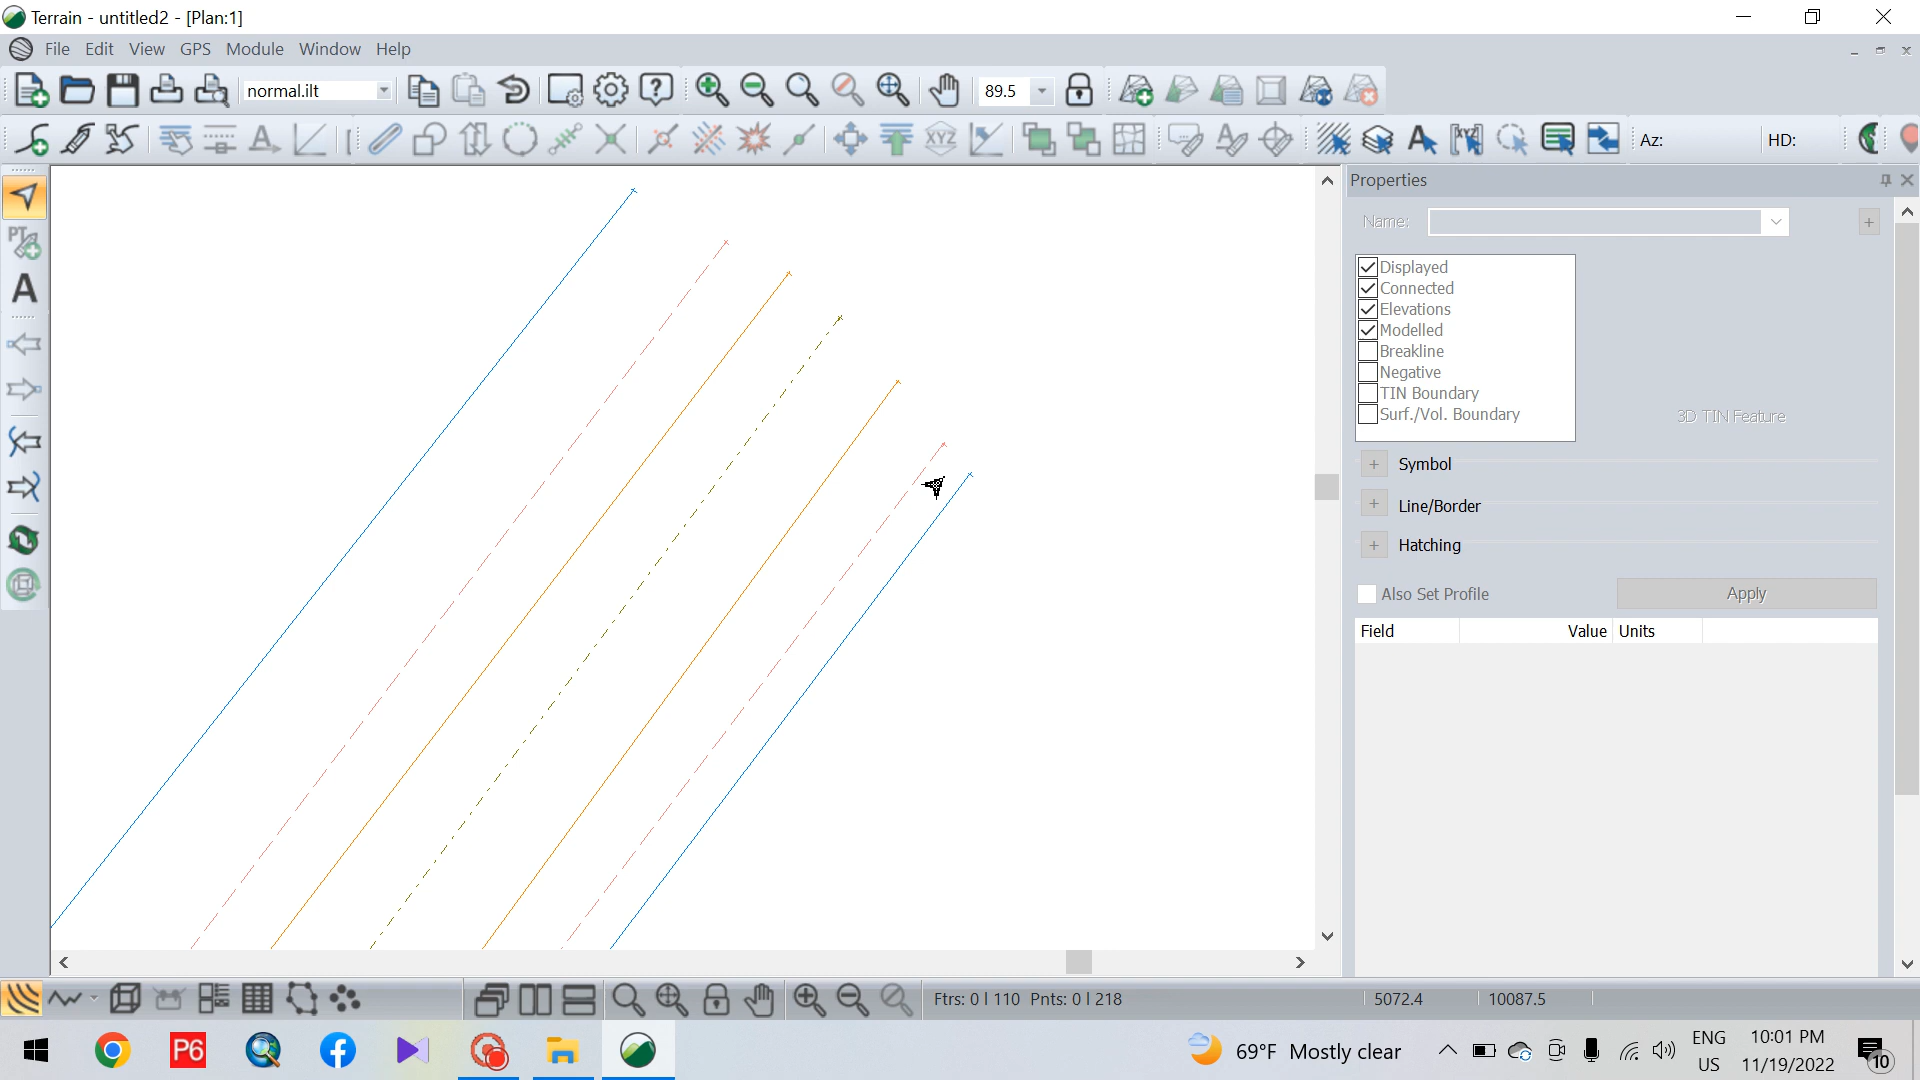 Terrain - untitled2 - [Plan:1]
File Edit View GPS Module Window Help
normal.ilt
89.5
Az:
HD:
PT
A
XYZ
Properties
Name:
Displayed
Connected
Elevations
Modelled
Breakline
Negative
TIN Boundary
Surf./Vol. Boundary
3D TIN Feature
Symbol
Line/Border
Hatching
Also Set Profile
Apply
Field Value Units
Ftrs: 0 | 110 Pnts: 0 | 218
5072.4
10087.5
P6
69°F Mostly clear
ENG
US
10:01 PM
11/19/2022
10